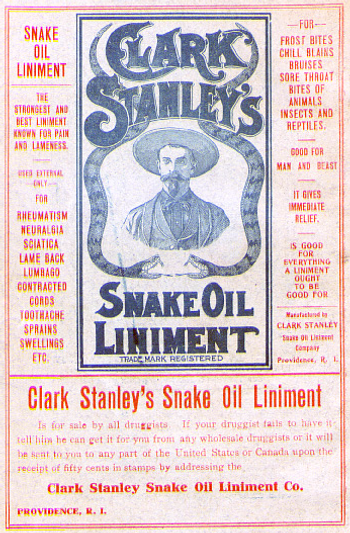 SNAKE
OIL
LINIMENT
THE
STRONGEST AND
BEST LINIMENT
KNOWN FOR PAIN
AND LAMENESS.
USED EXTERNAL
ONLY
FOR
RHEUMATISM
NEURALGIA
SCIATICA
LAME BACK
LUMBAGO
CONTRACTED
CORDS
TOOTHACHE
SPRAINS
SWELLINGS
ETC.
CLARK
STANLEY'S
SNAKE OIL
LINIMENT
TRADE MARK REGISTERED
FOR
FROST BITES
CHILL BLAINS
BRUISES
SORE THROAT
BITES OF
ANIMALS
INSECTS AND
REPTILES.
GOOD FOR
MAN AND BEAST
IT GIVES
IMMEDIATE
RELIEF.
IS GOOD
FOR
EVERYTHING
A LINIMENT
OUGHT
TO BE
GOOD FOR
Manufactured by
CLARK STANLEY
Snake Oil Liniment
Company
Providence, R. I.
Clark Stanley's Snake Oil Liniment
Is for sale by all druggists. If your druggist fails to have it
tell him he can get it for you from any wholesale druggists or it will
be sent to you to any part of the United States or Canada upon the
receipt of fifty cents in stamps by addressing the
Clark Stanley Snake Oil Liniment Co.
PROVIDENCE, R. I.